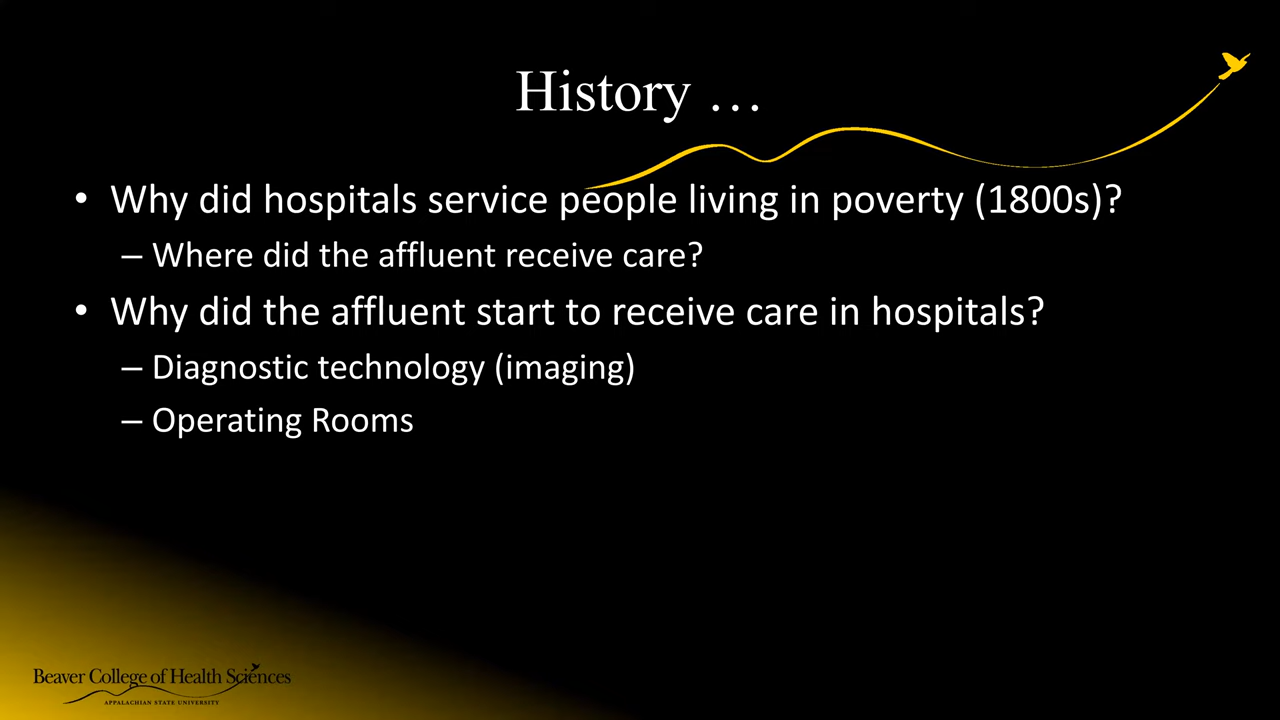 History …
• Why did hospitals service people living in poverty (1800s)?
– Where did the affluent receive care?
• Why did the affluent start to receive care in hospitals?
– Diagnostic technology (imaging)
– Operating Rooms
Beaver College of Health Sciences
APPALACHIAN STATE UNIVERSITY